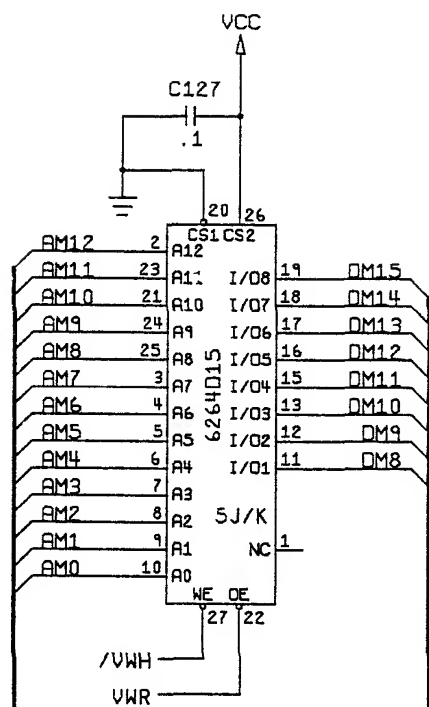 VCC
C127
.1
20 26
CS1 CS2
AM12 2 A12
AM11 23 A11 I/O8 19 DM15
AM10 21 A10 I/O7 18 DM14
AM9 24 A9 I/O6 17 DM13
AM8 25 A8 I/O5 16 DM12
AM7 3 A7 I/O4 15 DM11
AM6 4 A6 I/O3 13 DM10
AM5 5 A5 I/O2 12 DM9
AM4 6 A4 I/O1 11 DM8
6264D15
AM3 7 A3
AM2 8 A2 5J/K
AM1 9 A1 NC 1
AM0 10 A0
WE OE
27 22
/VWH
VWR